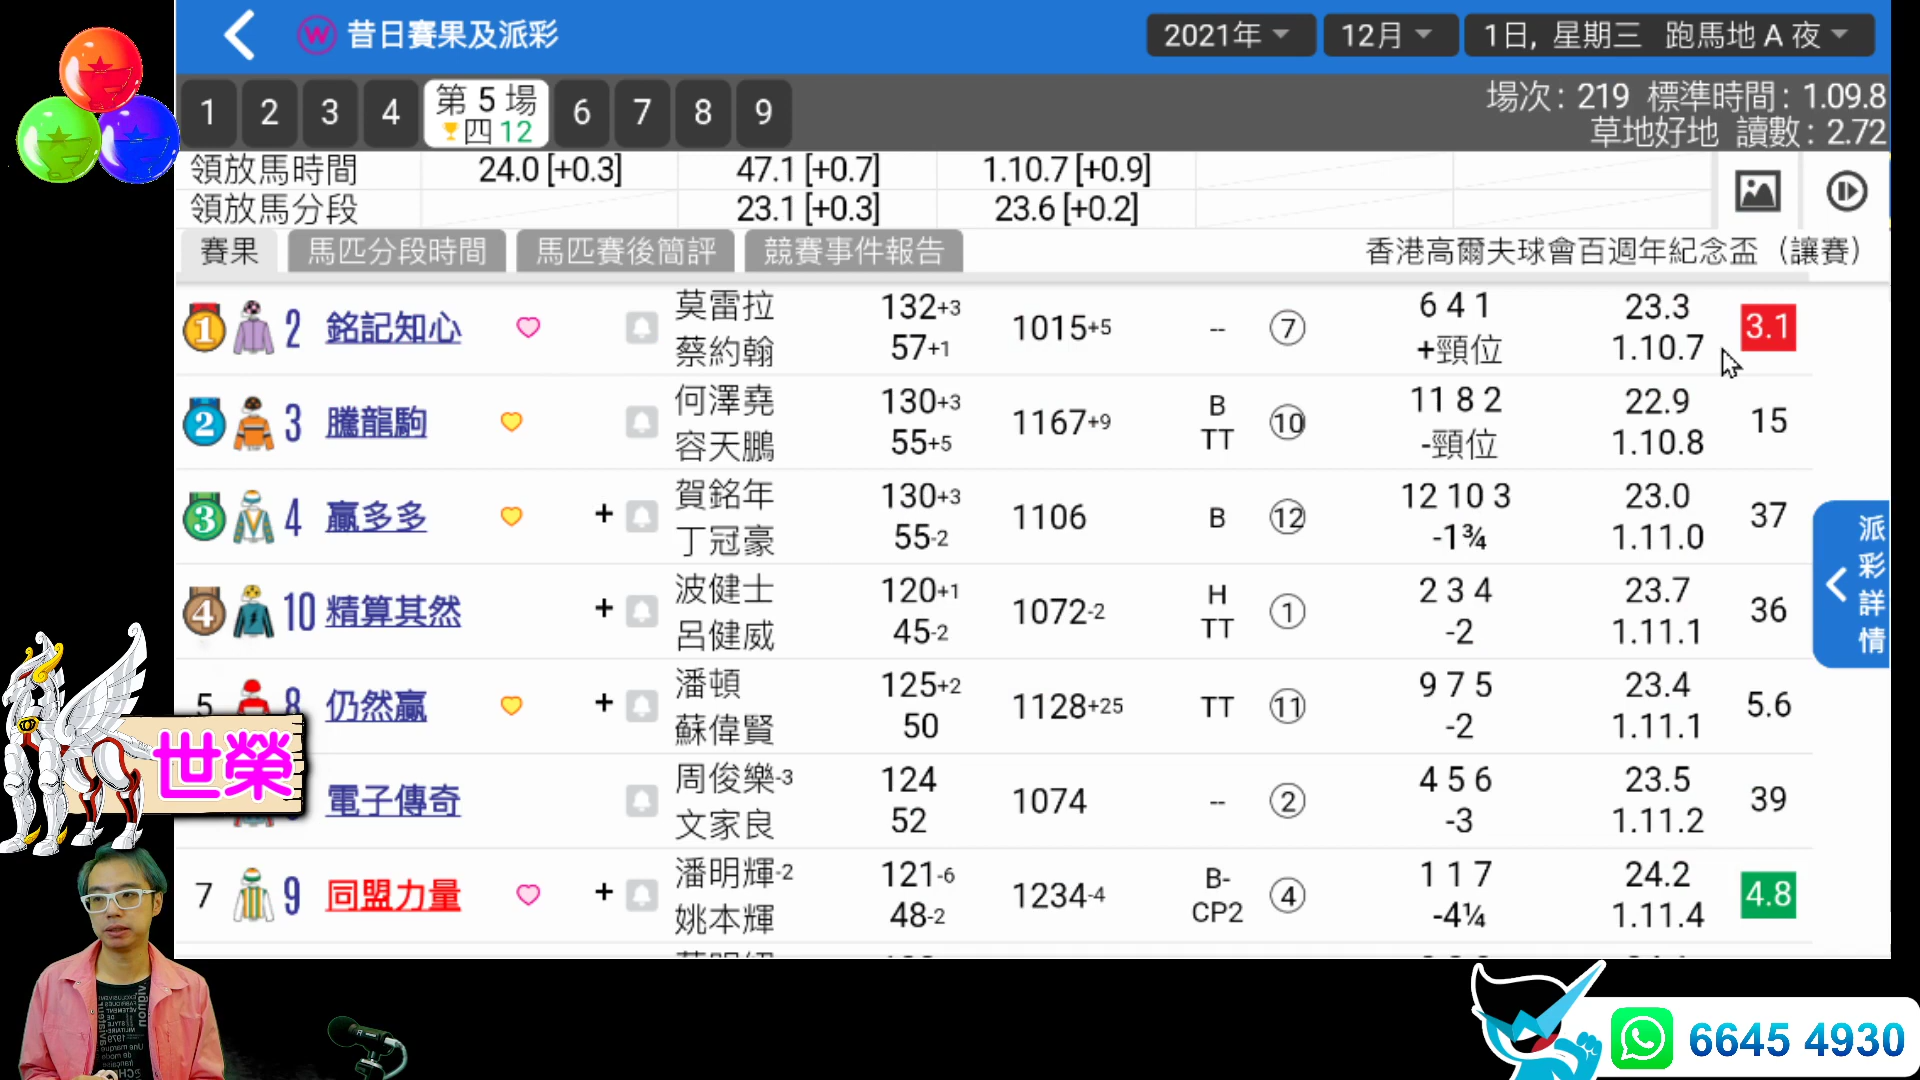 昔日賽果及派彩
2021年 12月 1日, 星期三 跑馬地 A 夜
1 2 3 4 第 5 場 四 12 6 7 8 9
場次 : 219 標準時間 : 1.09.8
草地好地 讀數 : 2.72
領放馬時間 24.0 [+0.3] 47.1 [+0.7] 1.10.7 [+0.9]
領放馬分段 23.1 [+0.3] 23.6 [+0.2]
賽果 馬匹分段時間 馬匹賽後簡評 競賽事件報告 香港高爾夫球會百週年紀念盃（讓賽）
1 2 銘記知心 莫雷拉 132+3 1015+5 -- 7 6 4 1 23.3 3.1
蔡約翰 57+1 +頸位 1.10.7
2 3 騰龍駒 何澤堯 130+3 1167+9 B 10 11 8 2 22.9 15
容天鵬 55+5 TT -頸位 1.10.8
3 4 贏多多 + 賀銘年 130+3 1106 B 12 12 10 3 23.0 37
丁冠豪 55-2 -1¾ 1.11.0
4 10 精算其然 + 波健士 120+1 1072-2 H 1 2 3 4 23.7 36
呂健威 45-2 TT -2 1.11.1
5 8 仍然贏 + 潘頓 125+2 1128+25 TT 11 9 7 5 23.4 5.6
蘇偉賢 50 -2 1.11.1
電子傳奇 周俊樂-3 124 1074 -- 2 4 5 6 23.5 39
文家良 52 -3 1.11.2
7 9 同盟力量 + 潘明輝-2 121-6 1234-4 B- 4 1 1 7 24.2 4.8
姚本輝 48-2 CP2 -4¼ 1.11.4
派彩詳情
世榮
6645 4930